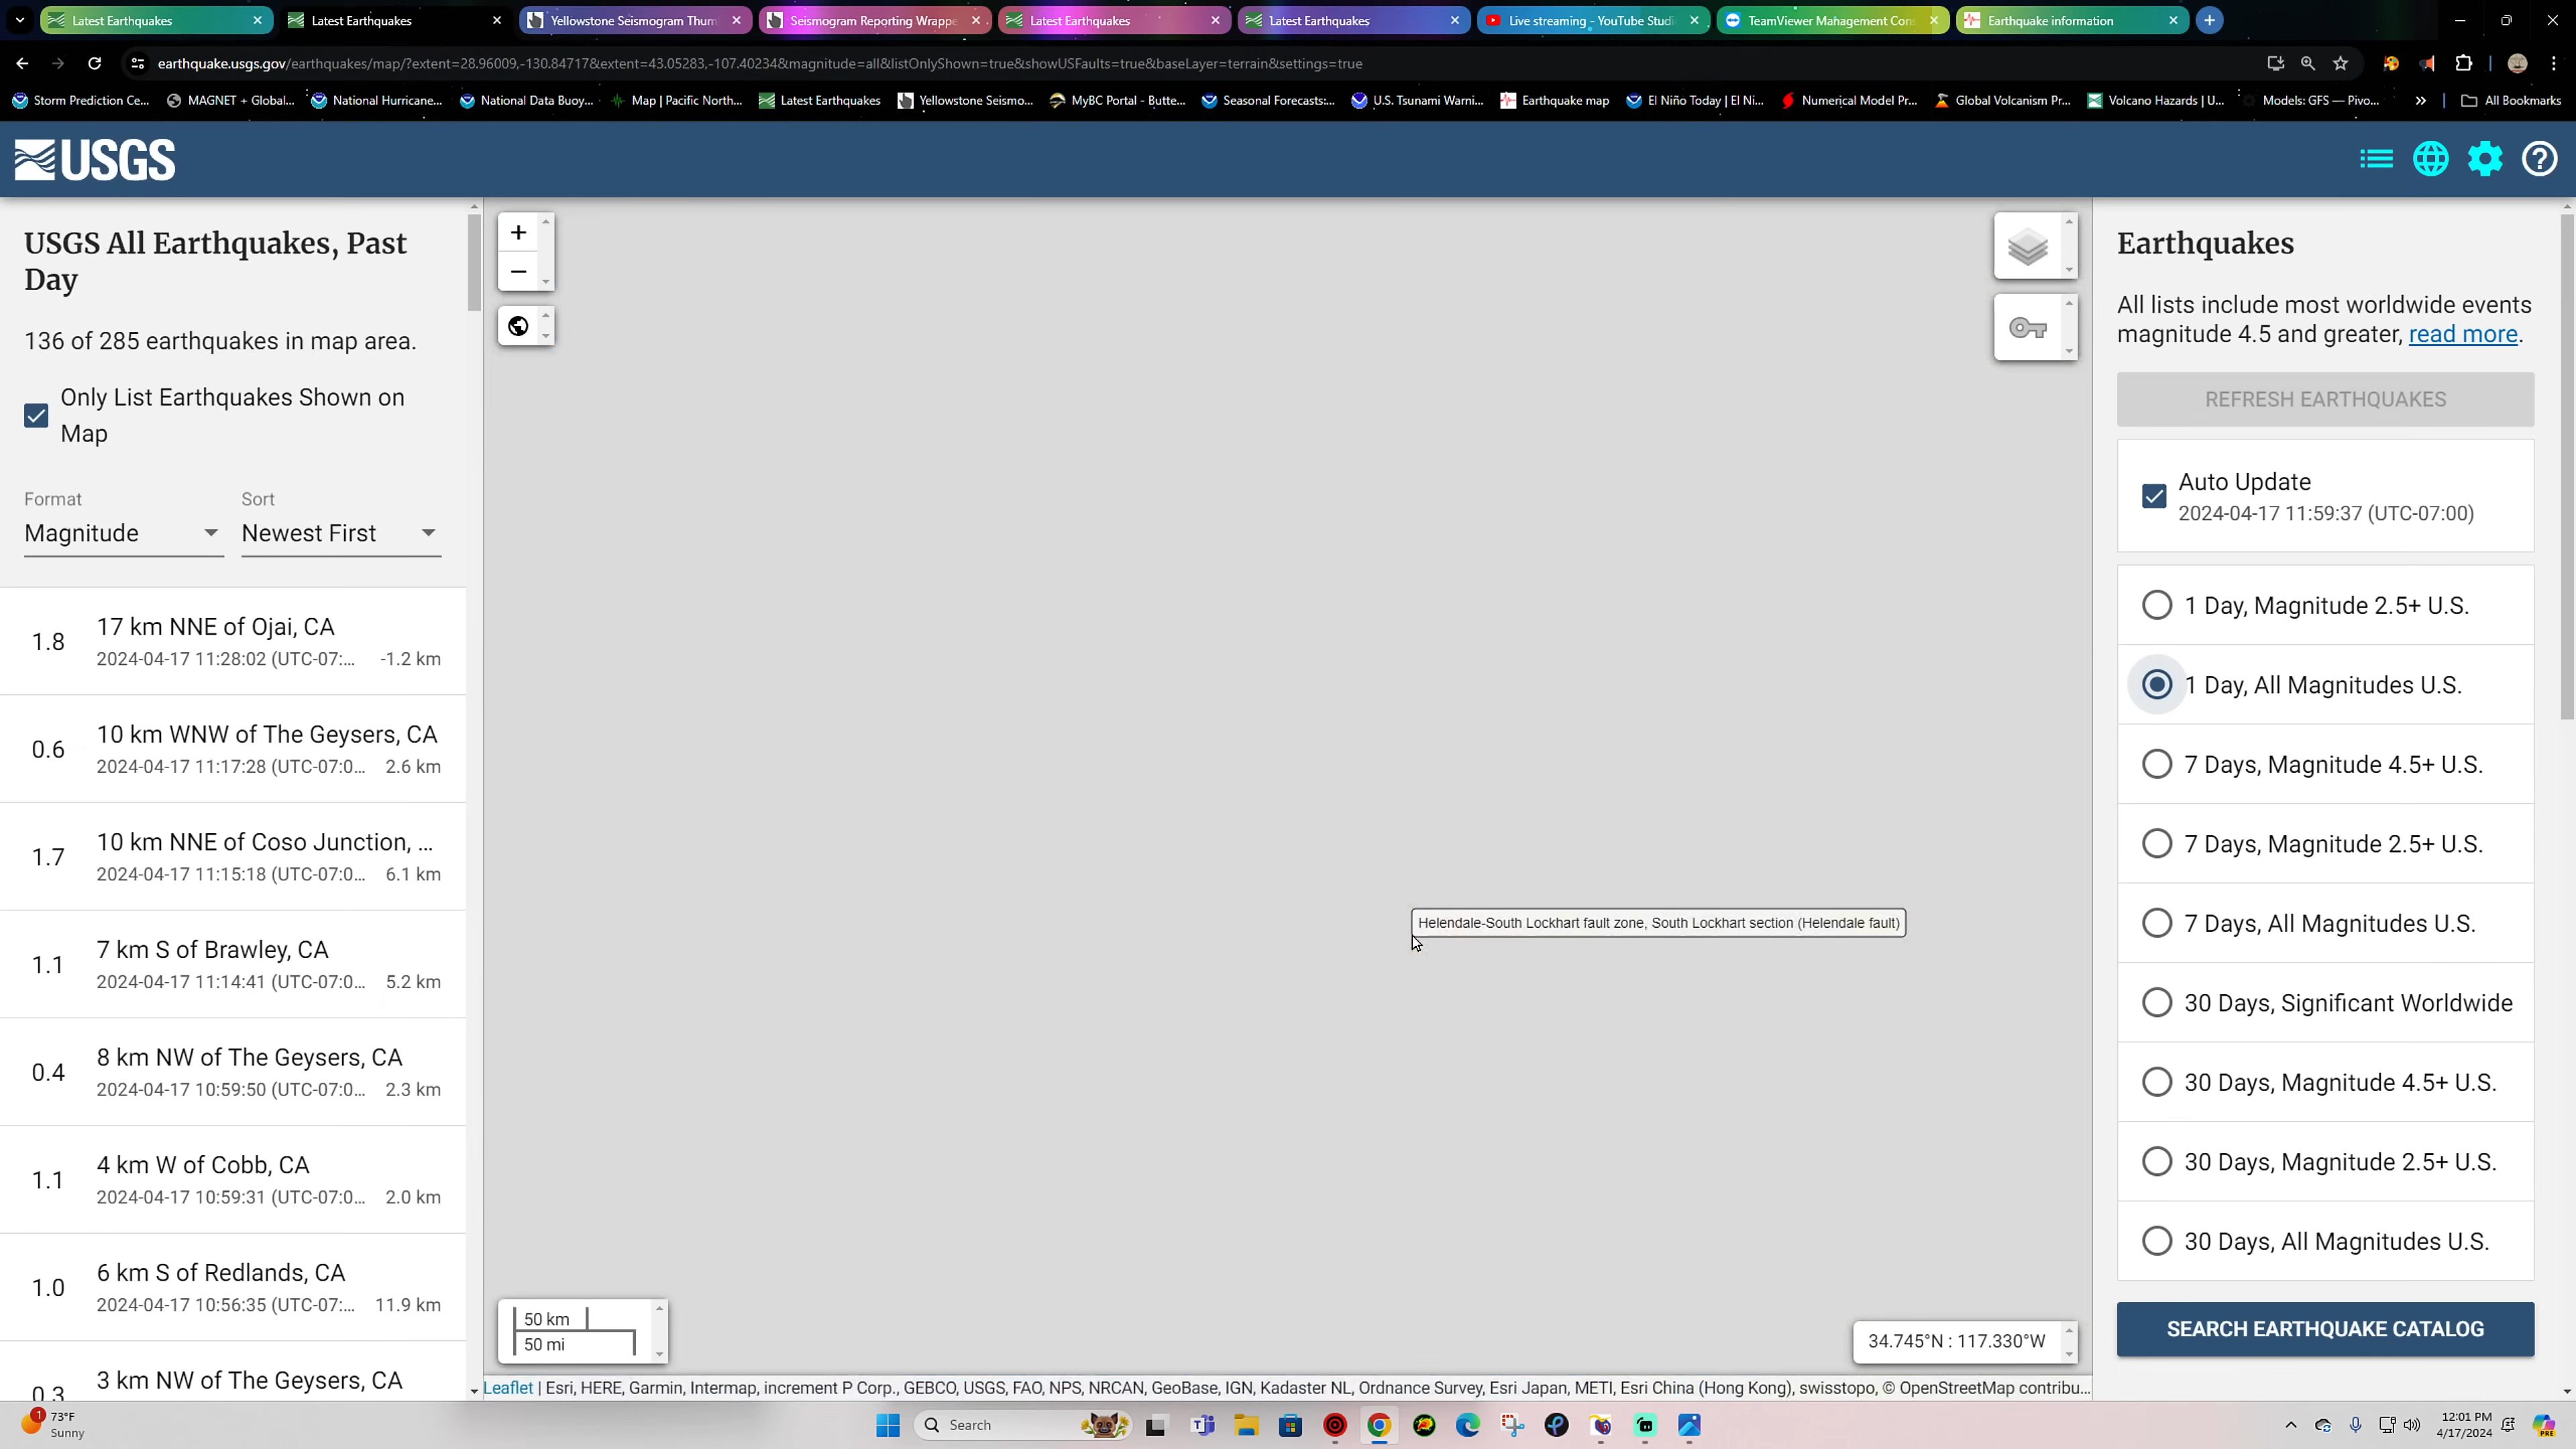 Latest Earthquakes
Latest Earthquakes
Yellowstone Seismogram Thum
Seismogram Reporting Wrappe
Latest Earthquakes
Latest Earthquakes
Live streaming - YouTube Studi
TeamViewer Management Cons
Earthquake information
earthquake.usgs.gov/earthquakes/map/?extent=28.96009,-130.84717&extent=43.05283,-107.40234&magnitude=all&listOnlyShown=true&showUSFaults=true&baseLayer=terrain&settings=true
Storm Prediction Ce...
MAGNET + Global...
National Hurricane...
National Data Buoy...
Map | Pacific North...
Latest Earthquakes
Yellowstone Seismo...
MyBC Portal - Butte...
Seasonal Forecasts:...
U.S. Tsunami Warni...
Earthquake map
El Niño Today | El Ni...
Numerical Model Pr...
Global Volcanism Pr...
Volcano Hazards | U...
Models: GFS — Pivo...
»
All Bookmarks
USGS
USGS All Earthquakes, Past
Day
136 of 285 earthquakes in map area.
Only List Earthquakes Shown on
Map
Format
Sort
Magnitude
Newest First
1.8
17 km NNE of Ojai, CA
2024-04-17 11:28:02 (UTC-07:...
-1.2 km
0.6
10 km WNW of The Geysers, CA
2024-04-17 11:17:28 (UTC-07:0...
2.6 km
1.7
10 km NNE of Coso Junction, ...
2024-04-17 11:15:18 (UTC-07:0...
6.1 km
1.1
7 km S of Brawley, CA
2024-04-17 11:14:41 (UTC-07:0...
5.2 km
0.4
8 km NW of The Geysers, CA
2024-04-17 10:59:50 (UTC-07:0...
2.3 km
1.1
4 km W of Cobb, CA
2024-04-17 10:59:31 (UTC-07:0...
2.0 km
1.0
6 km S of Redlands, CA
2024-04-17 10:56:35 (UTC-07:...
11.9 km
0.3
3 km NW of The Geysers, CA
+
−
Helendale-South Lockhart fault zone, South Lockhart section (Helendale fault)
50 km
50 mi
34.745°N : 117.330°W
Leaflet | Esri, HERE, Garmin, Intermap, increment P Corp., GEBCO, USGS, FAO, NPS, NRCAN, GeoBase, IGN, Kadaster NL, Ordnance Survey, Esri Japan, METI, Esri China (Hong Kong), swisstopo, © OpenStreetMap contribu...
Earthquakes
All lists include most worldwide events
magnitude 4.5 and greater, read more.
REFRESH EARTHQUAKES
Auto Update
2024-04-17 11:59:37 (UTC-07:00)
1 Day, Magnitude 2.5+ U.S.
1 Day, All Magnitudes U.S.
7 Days, Magnitude 4.5+ U.S.
7 Days, Magnitude 2.5+ U.S.
7 Days, All Magnitudes U.S.
30 Days, Significant Worldwide
30 Days, Magnitude 4.5+ U.S.
30 Days, Magnitude 2.5+ U.S.
30 Days, All Magnitudes U.S.
SEARCH EARTHQUAKE CATALOG
1
73°F
Sunny
Search
12:01 PM
4/17/2024
PRE